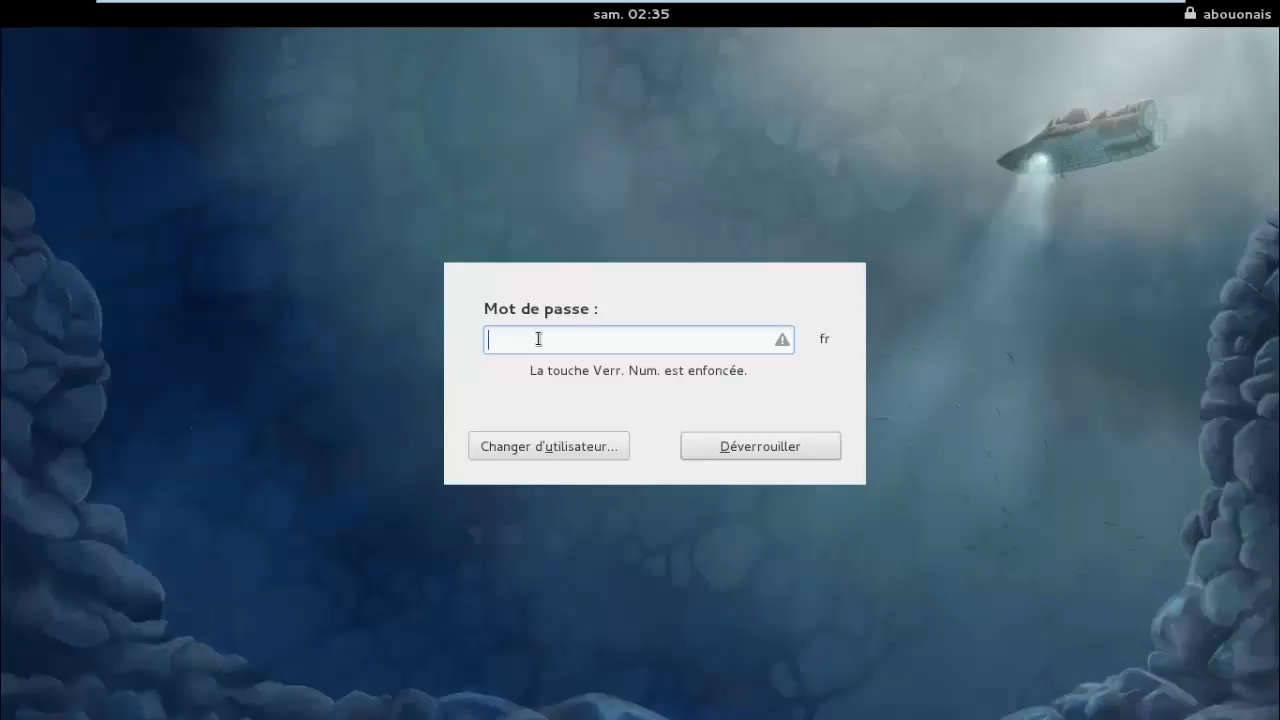 sam. 02:35
abouonais
Mot de passe :
fr
La touche Verr. Num. est enfoncée.
Changer d'utilisateur...
Déverrouiller